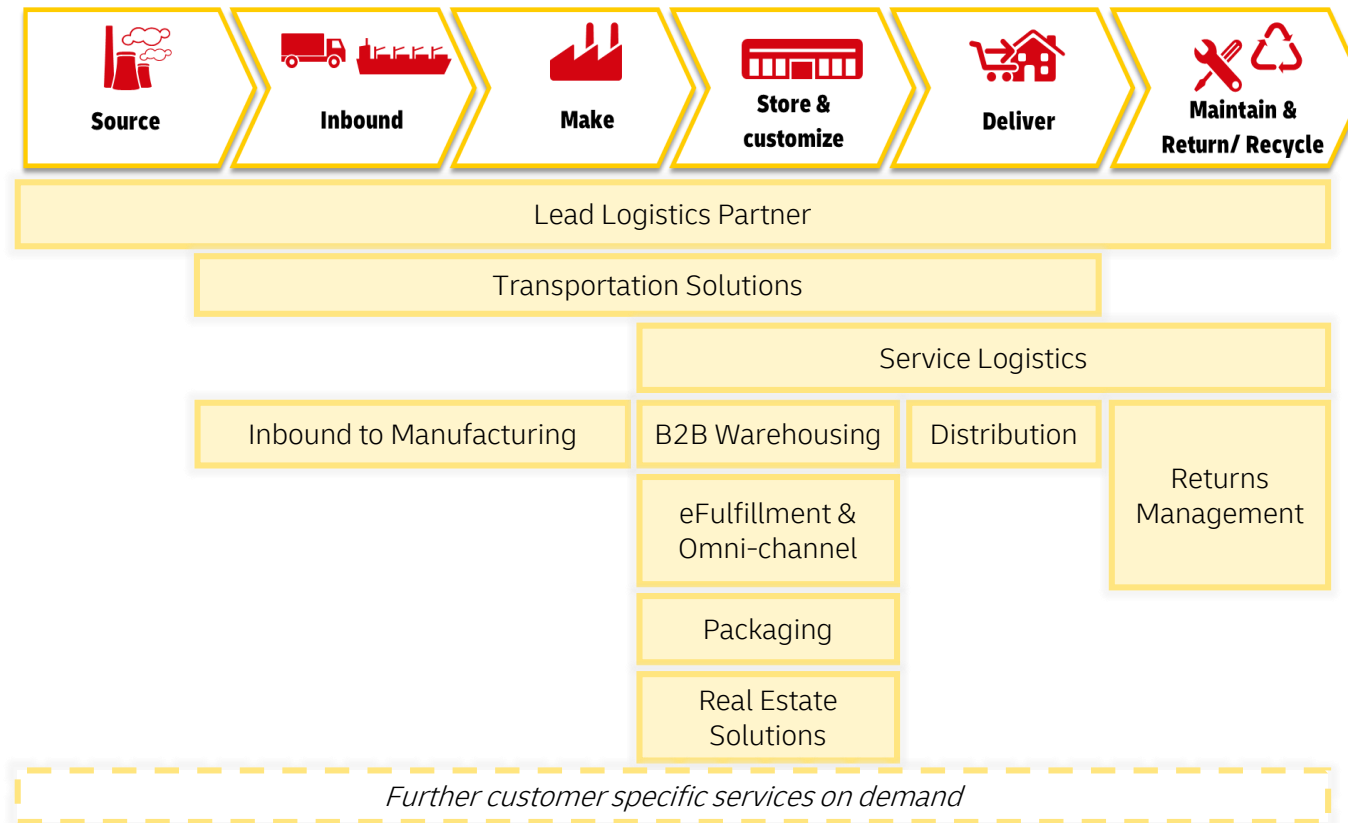 Source
Inbound
Make
Store &
customize
Deliver
Maintain &
Return/ Recycle
Lead Logistics Partner
Transportation Solutions
Service Logistics
Inbound to Manufacturing
B2B Warehousing
Distribution
Returns
Management
eFulfillment &
Omni-channel
Packaging
Real Estate
Solutions
Further customer specific services on demand